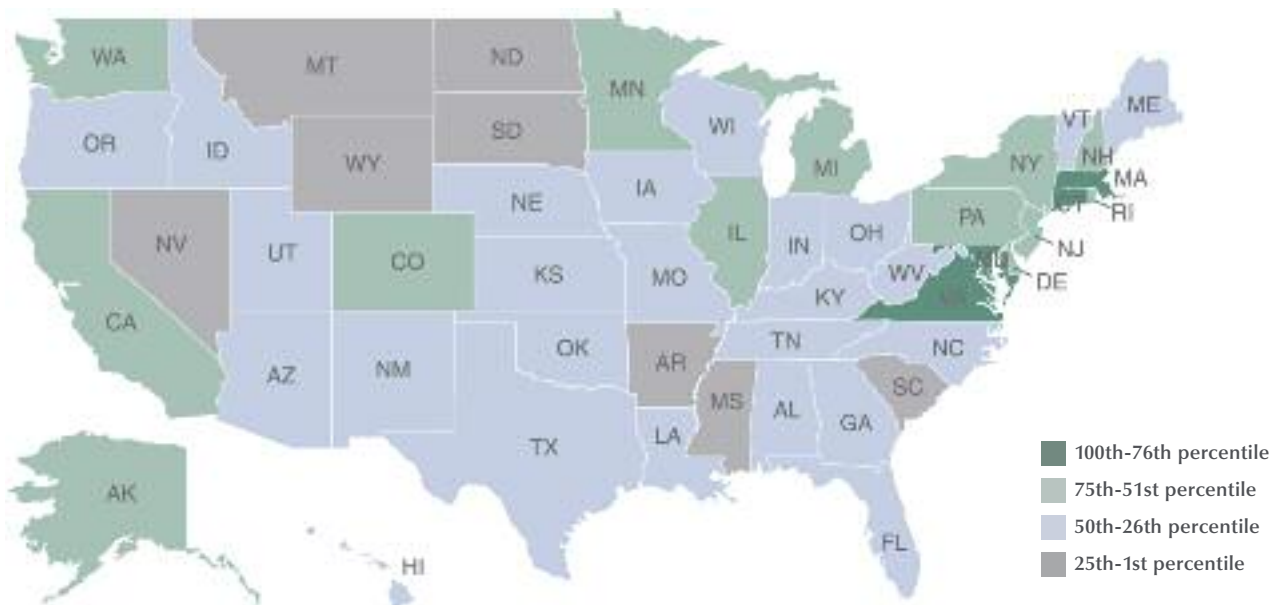 WA
MT
ND
MN
VT
ME
OR
ID
SD
WI
NH
WY
MI
NY
MA
IA
RI
NE
PA
NV
IL
OH
NJ
UT
CO
IN
KS
MO
WV
DE
KY
CA
TN
OK
NC
AZ
NM
AR
SC
MS
AL
GA
LA
TX
100th-76th percentile
AK
75th-51st percentile
50th-26th percentile
FL
HI
25th-1st percentile